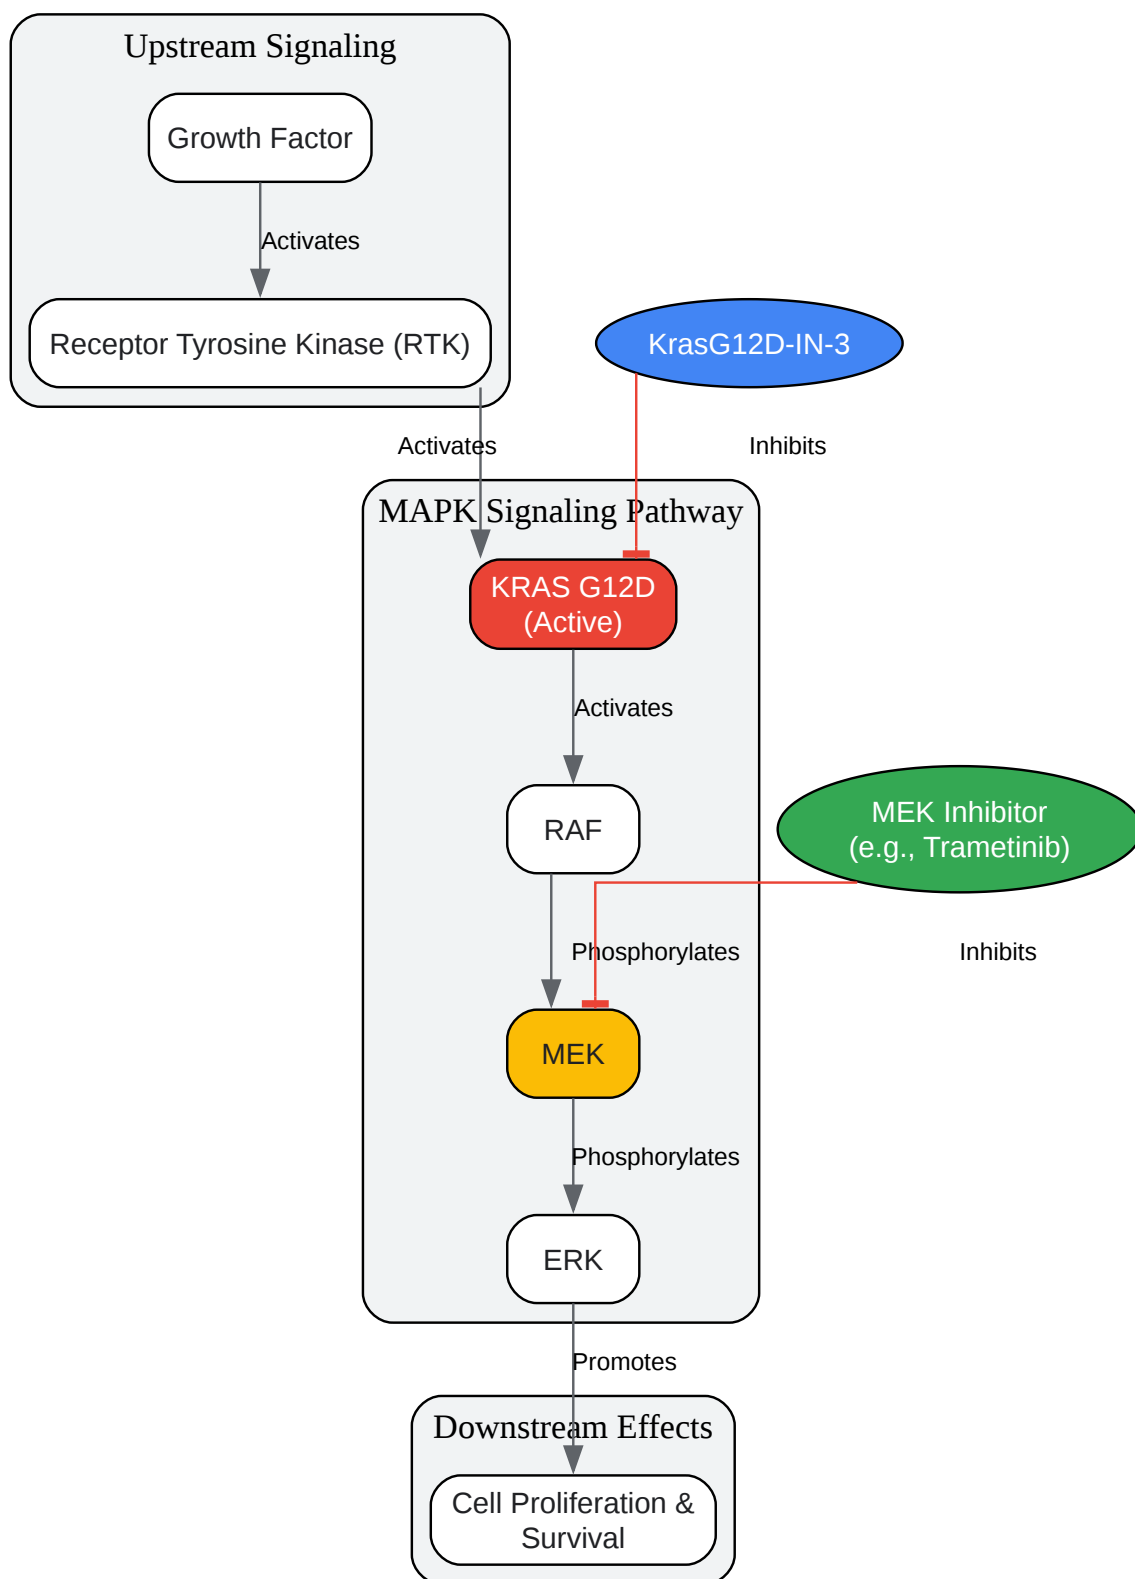 Upstream Signaling
Growth Factor
Activates
Receptor Tyrosine Kinase (RTK)
KrasG12D-IN-3
Activates
Inhibits
MAPK Signaling Pathway
KRAS G12D
(Active)
Activates
RAF
MEK Inhibitor
(e.g., Trametinib)
Phosphorylates
Inhibits
MEK
Phosphorylates
ERK
Promotes
Downstream Effects
Cell Proliferation &
Survival